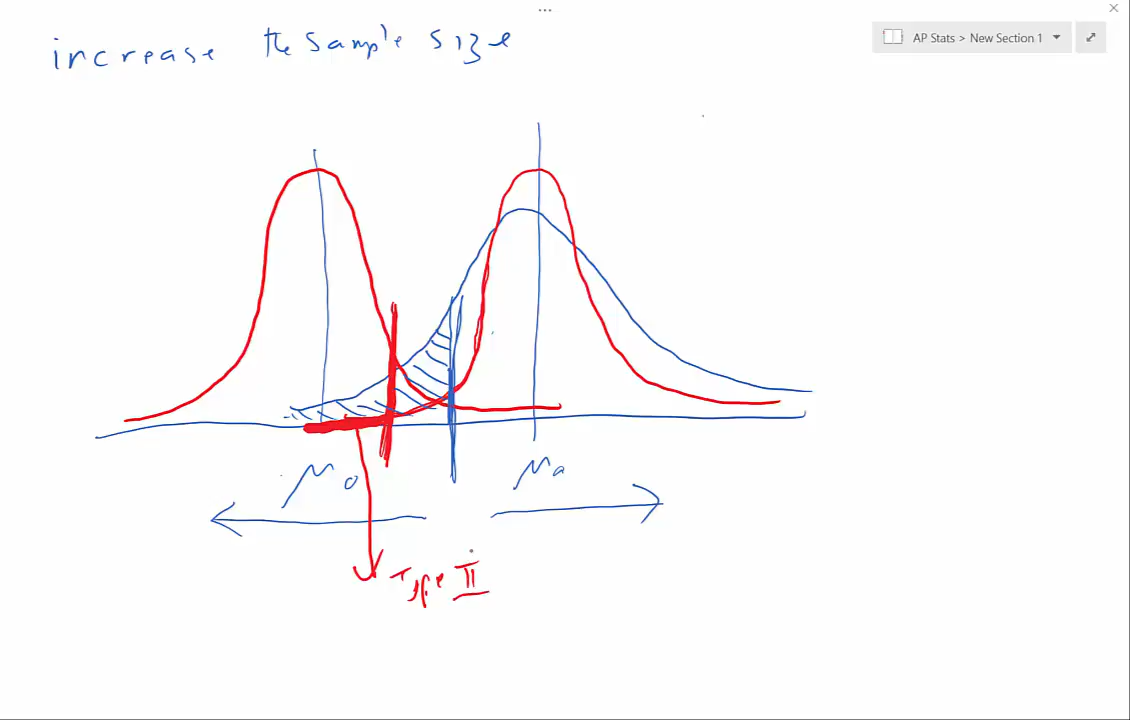 increase the sample size
AP Stats > New Section 1
μ₀
μₐ
Type II